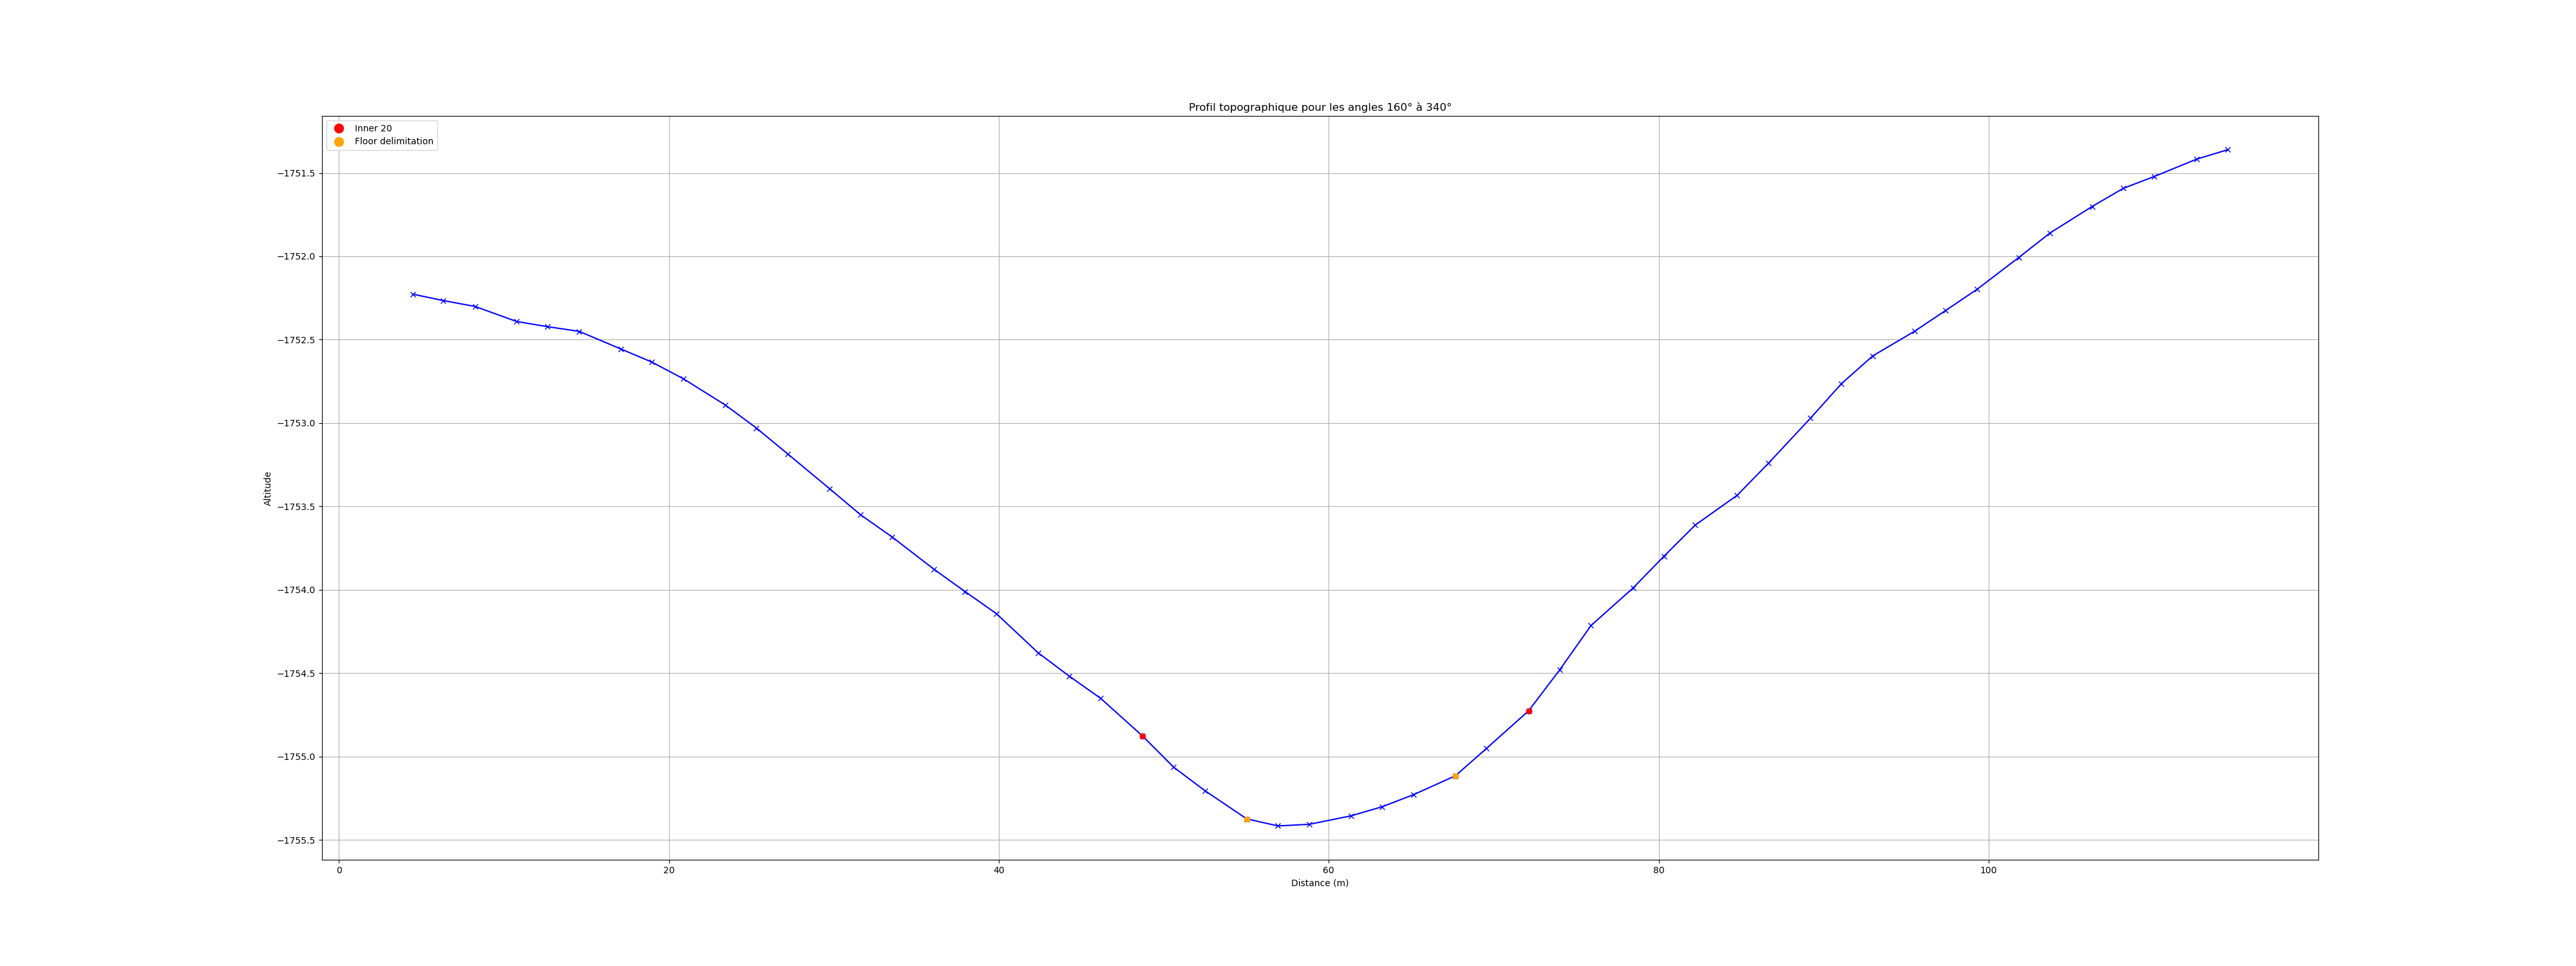 Profil topographique pour les angles 160° à 340°
Inner 20
Floor delimitation
−1751.5
−1752.0
−1752.5
−1753.0
−1753.5
−1754.0
−1754.5
−1755.0
−1755.5
Altitude
0 20 40 60 80 100
Distance (m)